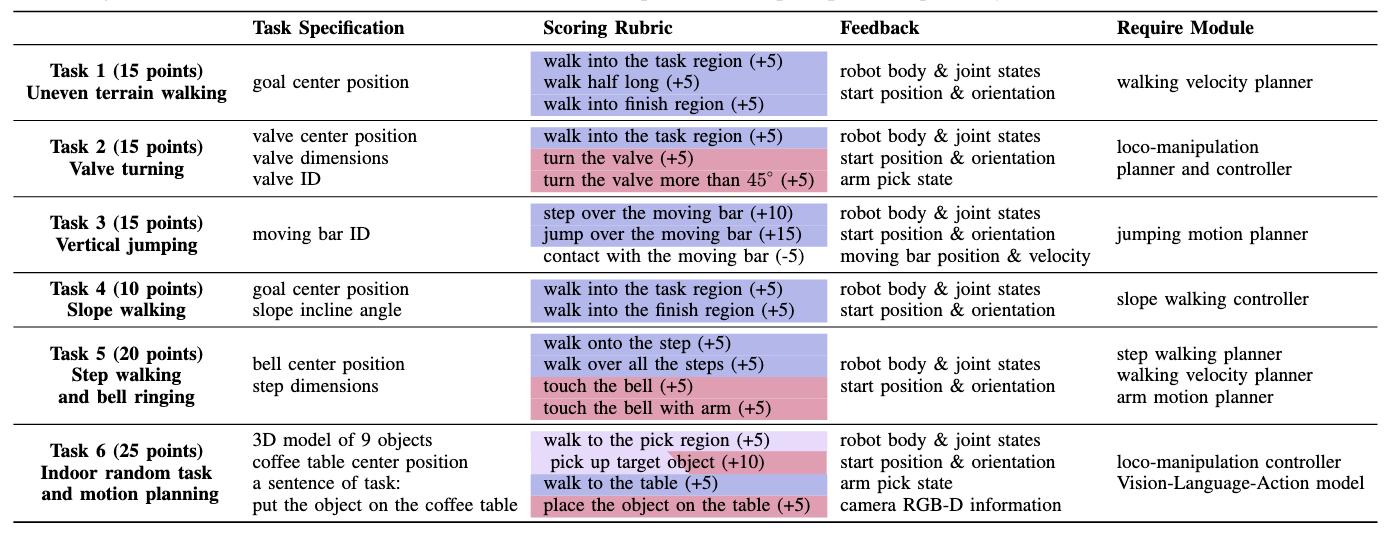 Task Specification Scoring Rubric Feedback Require Module
Task 1 (15 points)
Uneven terrain walking
goal center position
walk into the task region (+5)
walk half long (+5)
walk into finish region (+5)
robot body & joint states
start position & orientation
walking velocity planner
Task 2 (15 points)
Valve turning
valve center position
valve dimensions
valve ID
walk into the task region (+5)
turn the valve (+5)
turn the valve more than 45° (+5)
robot body & joint states
start position & orientation
arm pick state
loco-manipulation
planner and controller
Task 3 (15 points)
Vertical jumping
moving bar ID
step over the moving bar (+10)
jump over the moving bar (+15)
contact with the moving bar (-5)
robot body & joint states
start position & orientation
moving bar position & velocity
jumping motion planner
Task 4 (10 points)
Slope walking
goal center position
slope incline angle
walk into the task region (+5)
walk into the finish region (+5)
robot body & joint states
start position & orientation
slope walking controller
Task 5 (20 points)
Step walking
and bell ringing
bell center position
step dimensions
walk onto the step (+5)
walk over all the steps (+5)
touch the bell (+5)
touch the bell with arm (+5)
robot body & joint states
start position & orientation
step walking planner
walking velocity planner
arm motion planner
Task 6 (25 points)
Indoor random task
and motion planning
3D model of 9 objects
coffee table center position
a sentence of task:
put the object on the coffee table
walk to the pick region (+5)
pick up target object (+10)
walk to the table (+5)
place the object on the table (+5)
robot body & joint states
start position & orientation
arm pick state
camera RGB-D information
loco-manipulation controller
Vision-Language-Action model